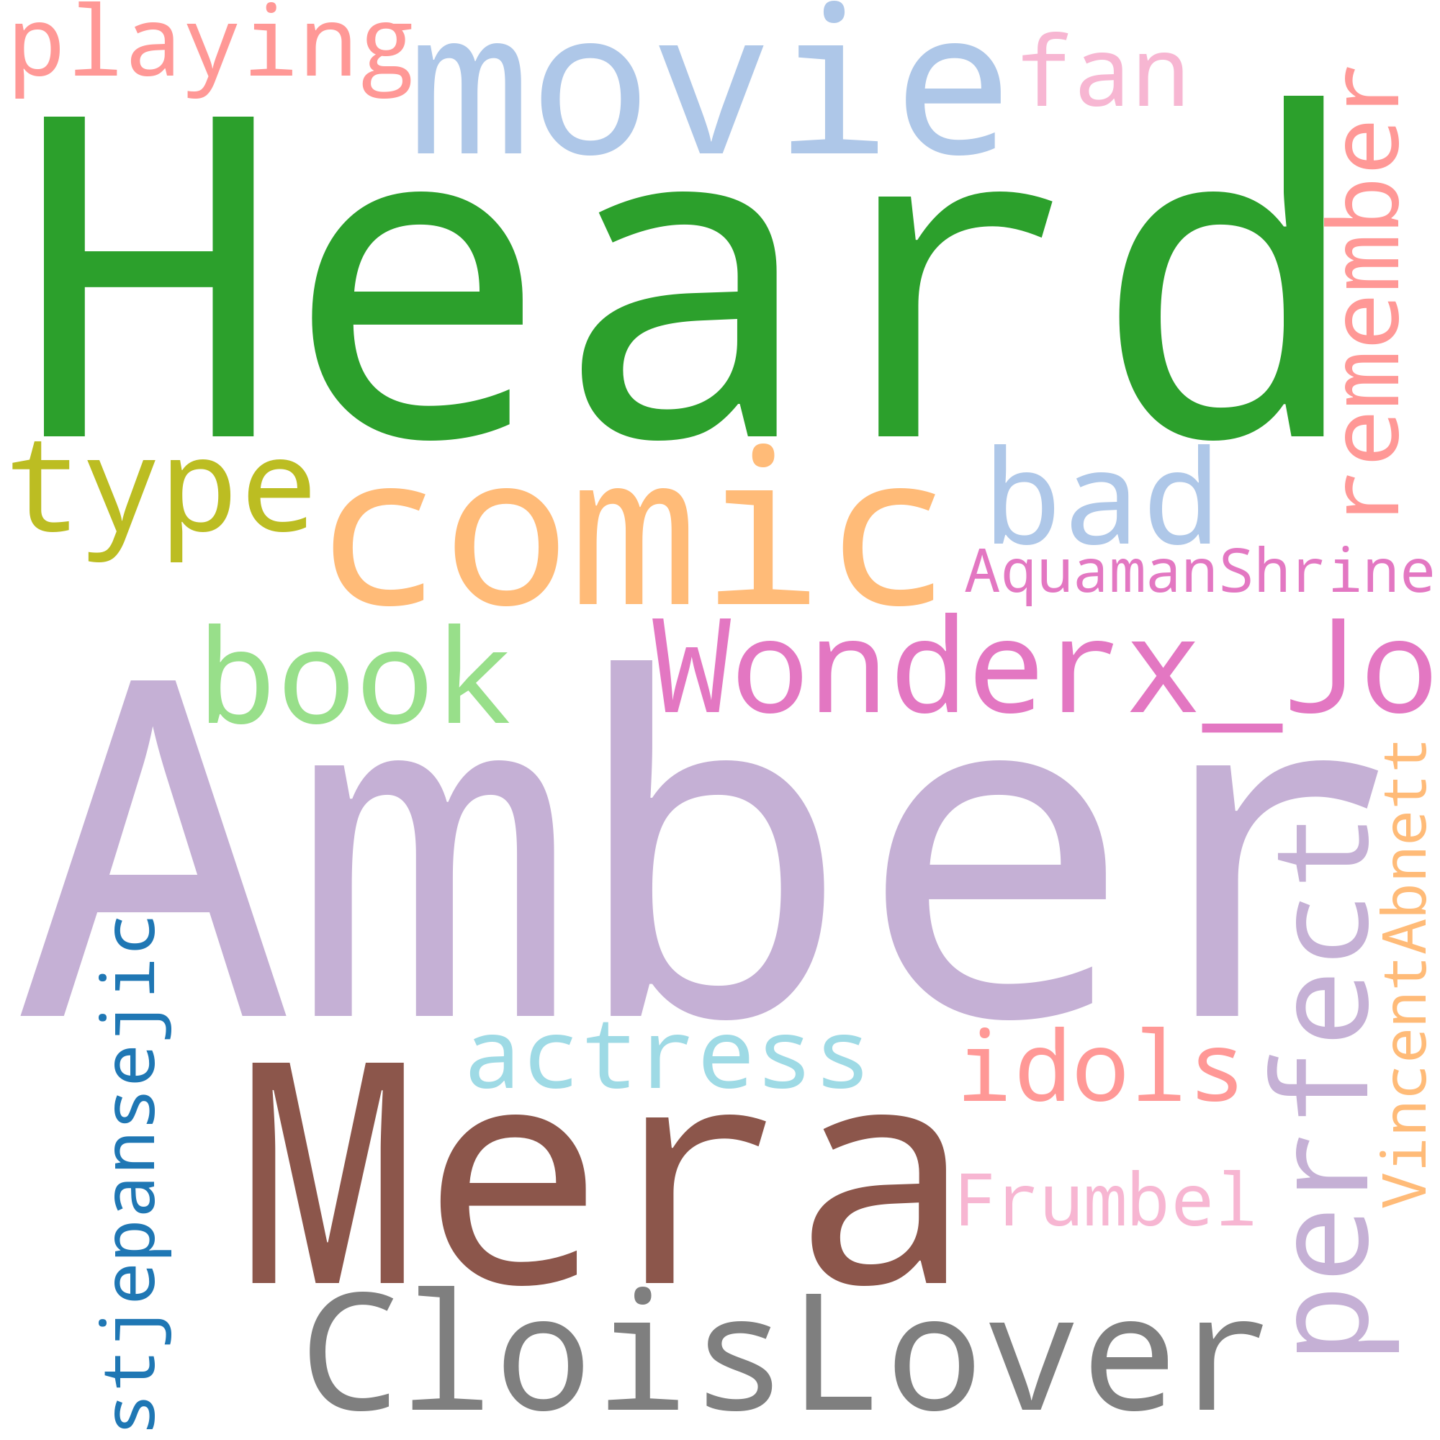 playing
movie
fan
remember
Heard
type
comic
bad
AquamanShrine
book
Wonderx_Jo
Amber
VincentAbnett
perfect
stjepansejic
actress
idols
Mera
Frumbel
CloisLover